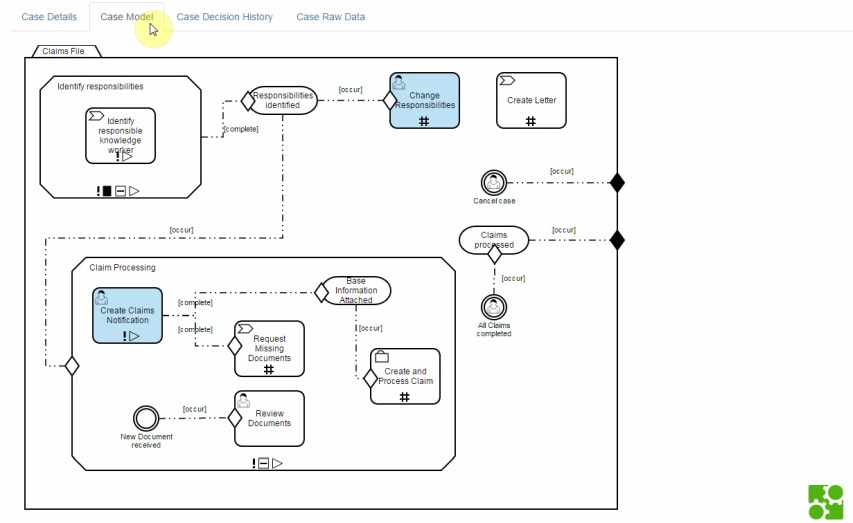 Case Details
Case Model
Case Decision History
Case Raw Data
Claims File
Identify responsibilities
Identify
responsible
knowledge
worker
[complete]
Responsibilities
identified
[occur]
Change
Responsibilities
Create Letter
[occur]
Cancel case
Claims
processed
[occur]
[occur]
All Claims
completed
[occur]
Claim Processing
Create Claims
Notification
[complete]
[complete]
Base
Information
Attached
[occur]
Request
Missing
Documents
Create and
Process Claim
New Document
received
[occur]
Review
Documents